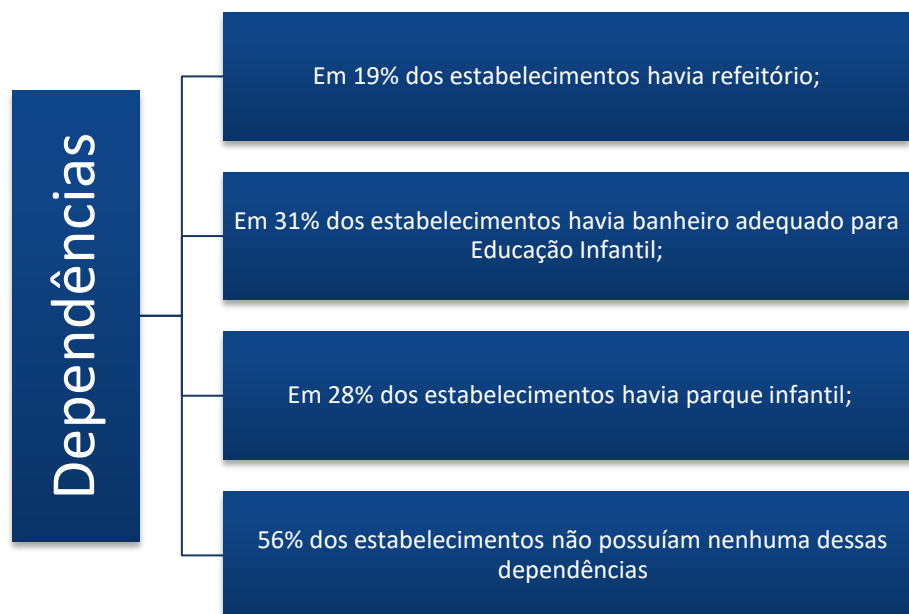 Dependências
Em 19% dos estabelecimentos havia refeitório;
Em 31% dos estabelecimentos havia banheiro adequado para
Educação Infantil;
Em 28% dos estabelecimentos havia parque infantil;
56% dos estabelecimentos não possuíam nenhuma dessas
dependências